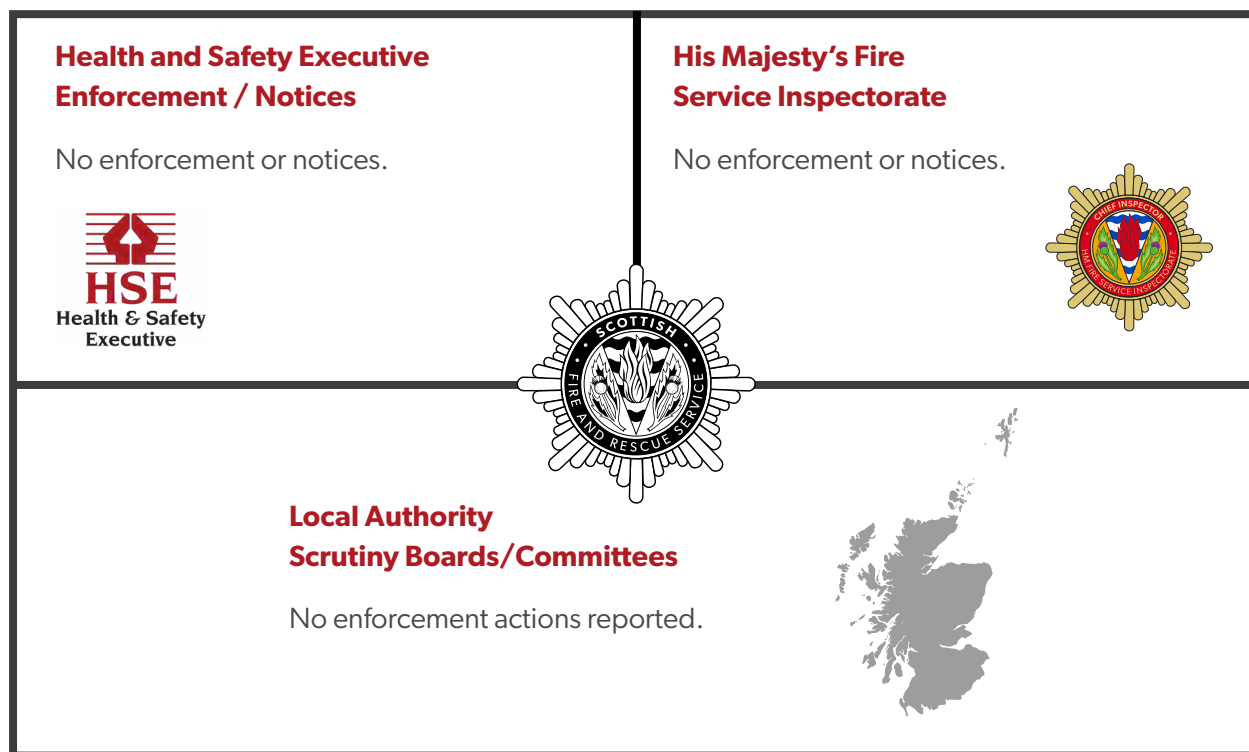 Health and Safety Executive
Enforcement / Notices
No enforcement or notices.
HSE
Health & Safety
Executive
His Majesty’s Fire
Service Inspectorate
No enforcement or notices.
CHIEF INSPECTOR
HM FIRE SERVICE INSPECTORATE
SCOTTISH
FIRE AND RESCUE SERVICE
Local Authority
Scrutiny Boards/Committees
No enforcement actions reported.